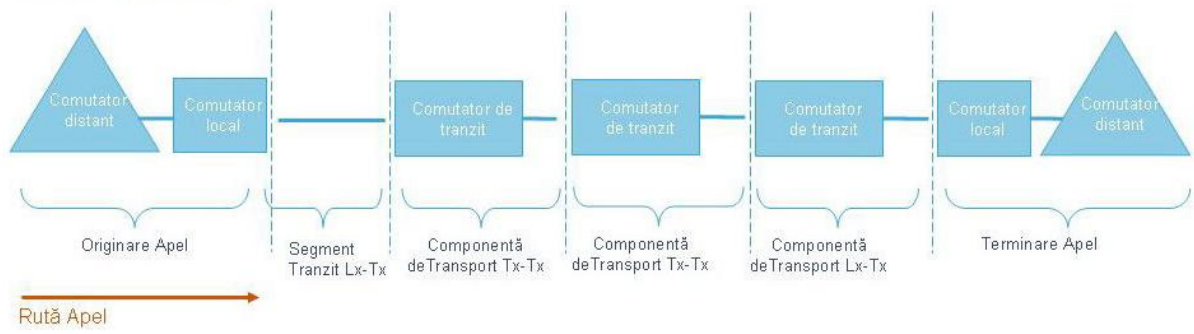 Comutator
distant
Comutator
local
Comutator de
tranzit
Comutator
de tranzit
Comutator
de tranzit
Comutator
local
Comutator
distant
Originare Apel
Segment
Tranzit Lx-Tx
Componentă
deTransport Tx-Tx
Componentă
deTransport Tx-Tx
Componentă
deTransport Lx-Tx
Terminare Apel
Rută Apel